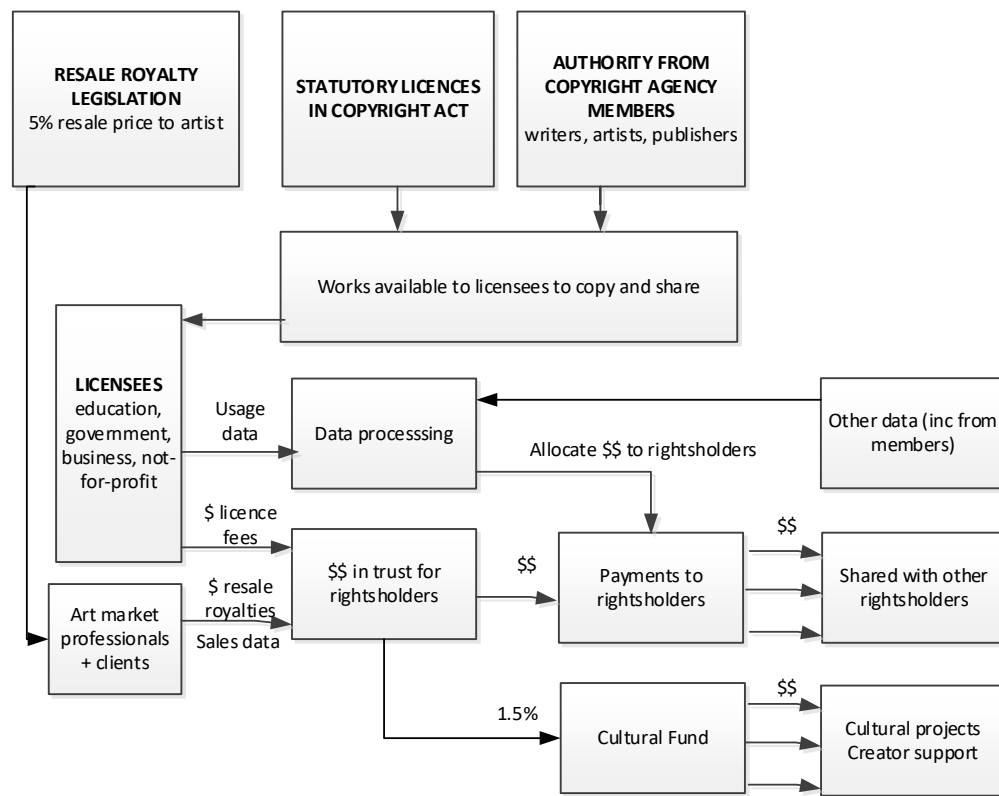 RESALE ROYALTY
LEGISLATION
5% resale price to artist
STATUTORY LICENCES
IN COPYRIGHT ACT
AUTHORITY FROM
COPYRIGHT AGENCY
MEMBERS
writers, artists, publishers
Works available to licensees to copy and share
LICENSEES
education,
government,
business, not-
for-profit
Usage
data
Data processsing
Other data (inc from
members)
Allocate $$ to rightsholders
$ licence
fees
$$ in trust for
rightsholders
$$
Payments to
rightsholders
$$
Shared with other
rightsholders
Art market
professionals
+ clients
$ resale
royalties
Sales data
1.5%
Cultural Fund
$$
Cultural projects
Creator support